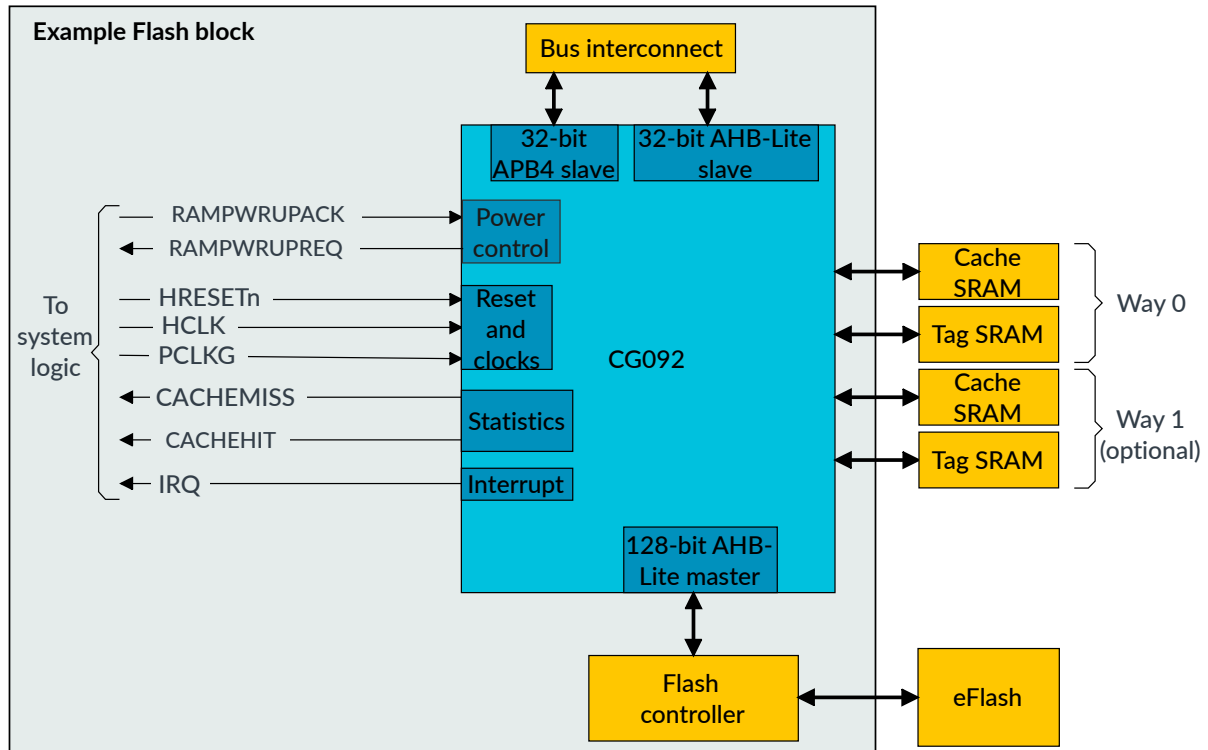 Example Flash block
Bus interconnect
32-bit
APB4 slave
32-bit AHB-Lite
slave
RAMPWRUPACK
RAMPWRUPREQ
Power
control
HRESETn
HCLK
PCLKG
Reset
and
clocks
To
system
logic
CG092
CACHEMISS
CACHEHIT
Statistics
IRQ
Interrupt
Cache
SRAM
Tag SRAM
Way 0
Cache
SRAM
Tag SRAM
Way 1
(optional)
128-bit AHB-
Lite master
Flash
controller
eFlash